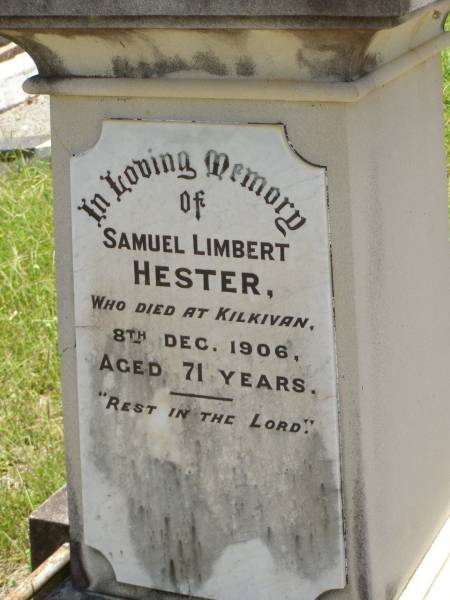 In Loving Memory
of
SAMUEL LIMBERT
HESTER,
WHO DIED AT KILKIVAN,
8TH DEC. 1906,
AGED 71 YEARS.
"REST IN THE LORD."